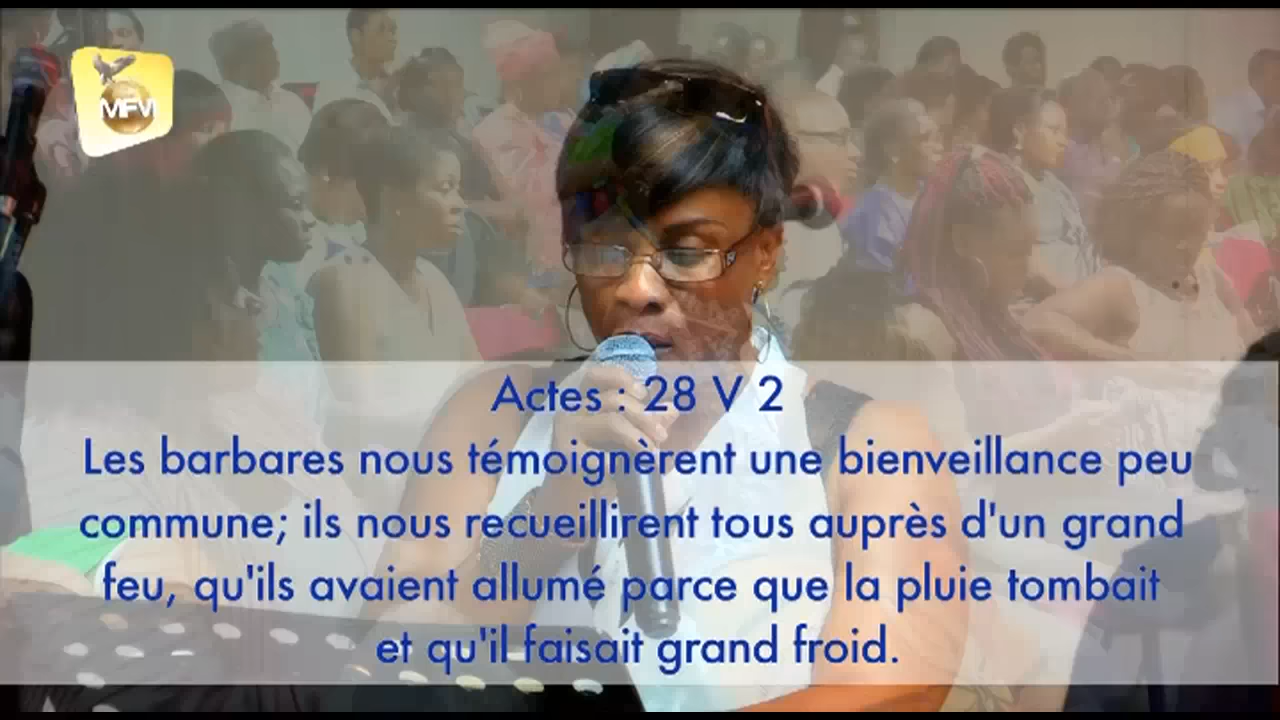 MFM
Actes : 28 V 2
Les barbares nous témoignèrent une bienveillance peu
commune; ils nous recueillirent tous auprès d'un grand
feu, qu'ils avaient allumé parce que la pluie tombait
et qu'il faisait grand froid.